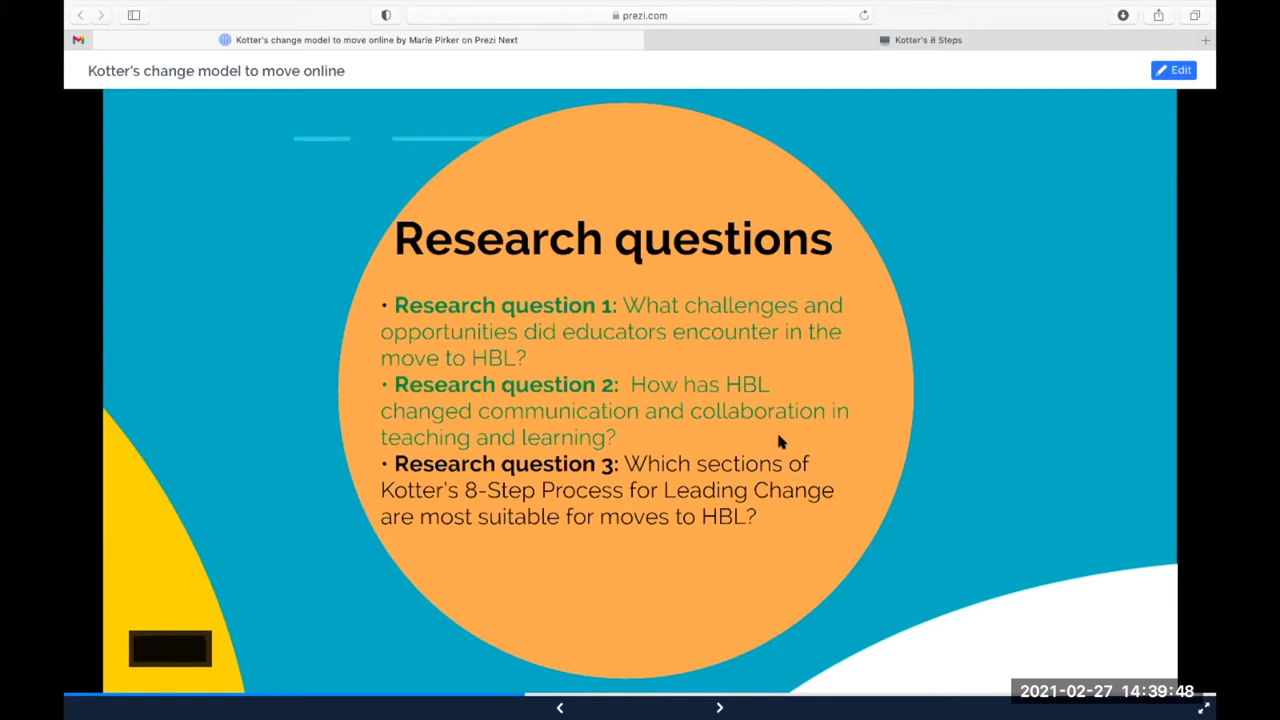 prezi.com
Kotter's change model to move online by Marie Pirker on Prezi Next
Kotter's 8 Steps
Kotter's change model to move online
Edit
Research questions
• Research question 1: What challenges and
opportunities did educators encounter in the
move to HBL?
• Research question 2: How has HBL
changed communication and collaboration in
teaching and learning?
• Research question 3: Which sections of
Kotter's 8-Step Process for Leading Change
are most suitable for moves to HBL?
2021-02-27 14:39:48